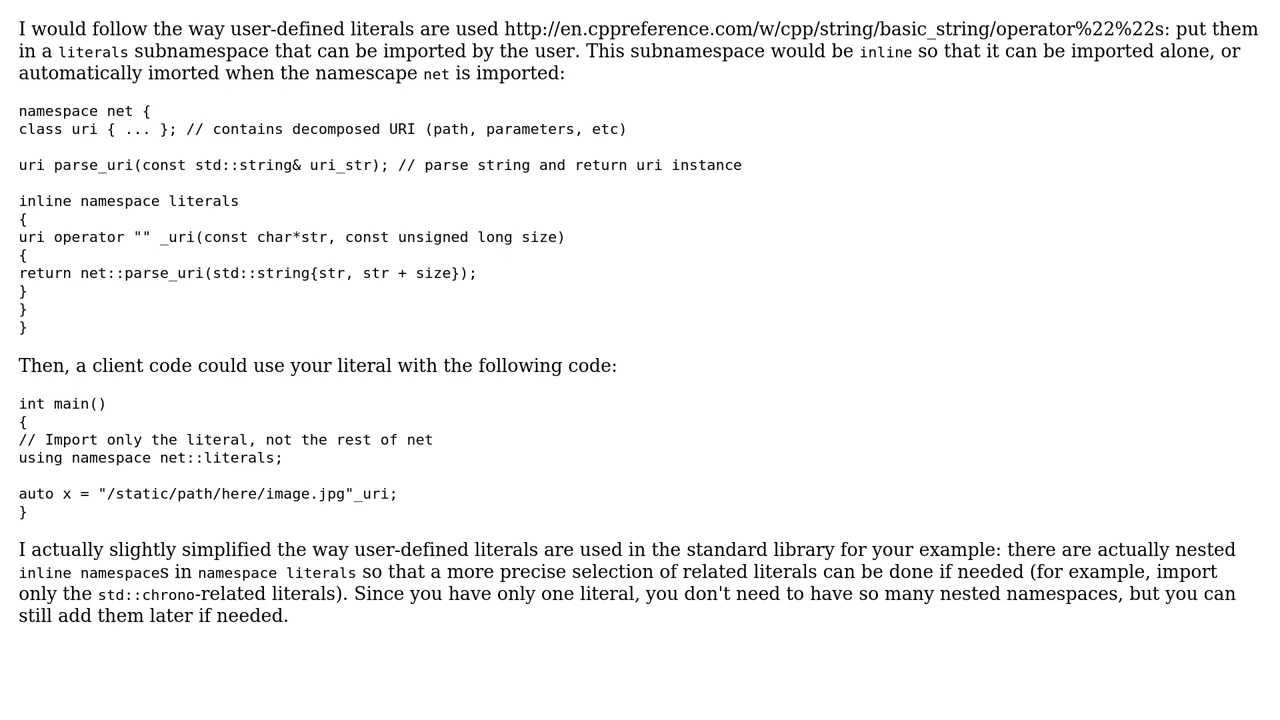 I would follow the way user-defined literals are used http://en.cppreference.com/w/cpp/string/basic_string/operator%22%22s: put them
in a literals subnamespace that can be imported by the user. This subnamespace would be inline so that it can be imported alone, or
automatically imorted when the namescape net is imported:
namespace net {
class uri { ... }; // contains decomposed URI (path, parameters, etc)
uri parse_uri(const std::string& uri_str); // parse string and return uri instance
inline namespace literals
{
uri operator "" _uri(const char*str, const unsigned long size)
{
return net::parse_uri(std::string{str, str + size});
}
}
}
Then, a client code could use your literal with the following code:
int main()
{
// Import only the literal, not the rest of net
using namespace net::literals;
auto x = "/static/path/here/image.jpg"_uri;
}
I actually slightly simplified the way user-defined literals are used in the standard library for your example: there are actually nested
inline namespaces in namespace literals so that a more precise selection of related literals can be done if needed (for example, import
only the std::chrono-related literals). Since you have only one literal, you don't need to have so many nested namespaces, but you can
still add them later if needed.